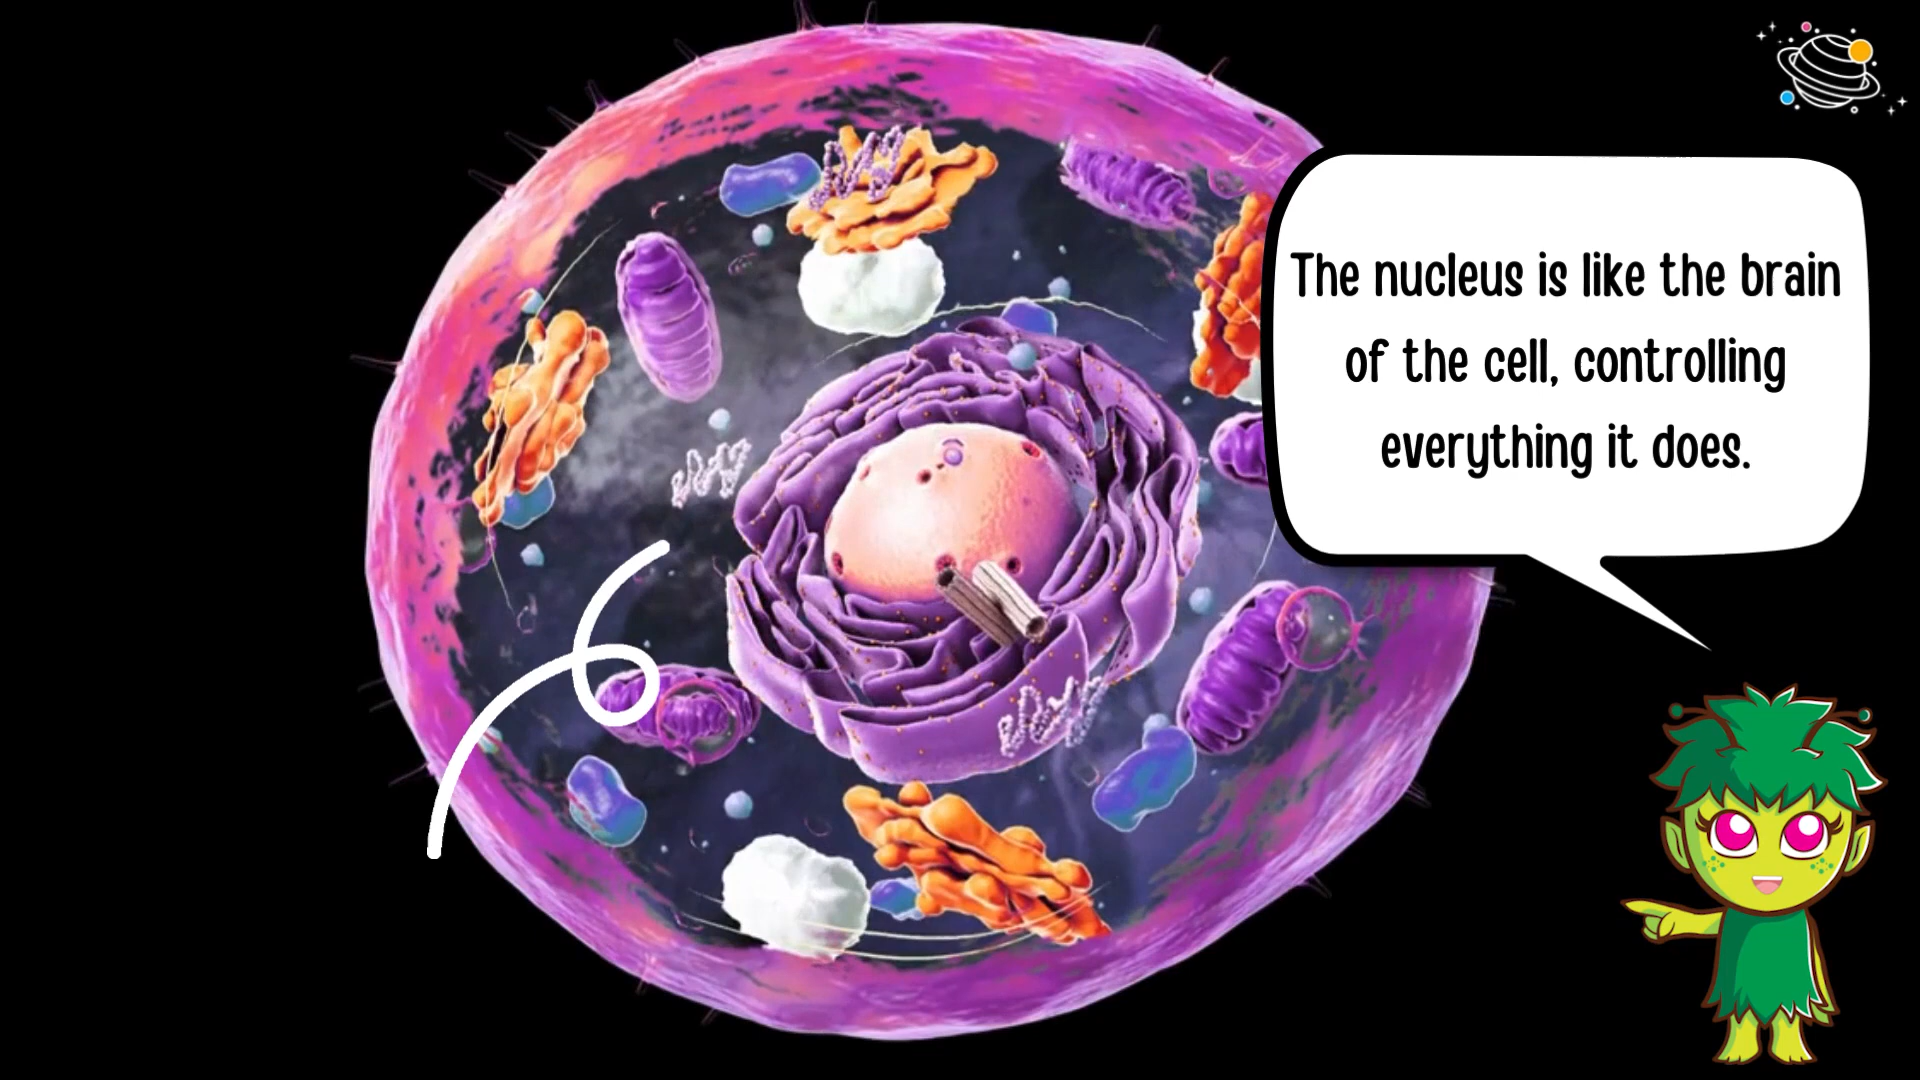 The nucleus is like the brain
of the cell, controlling
everything it does.